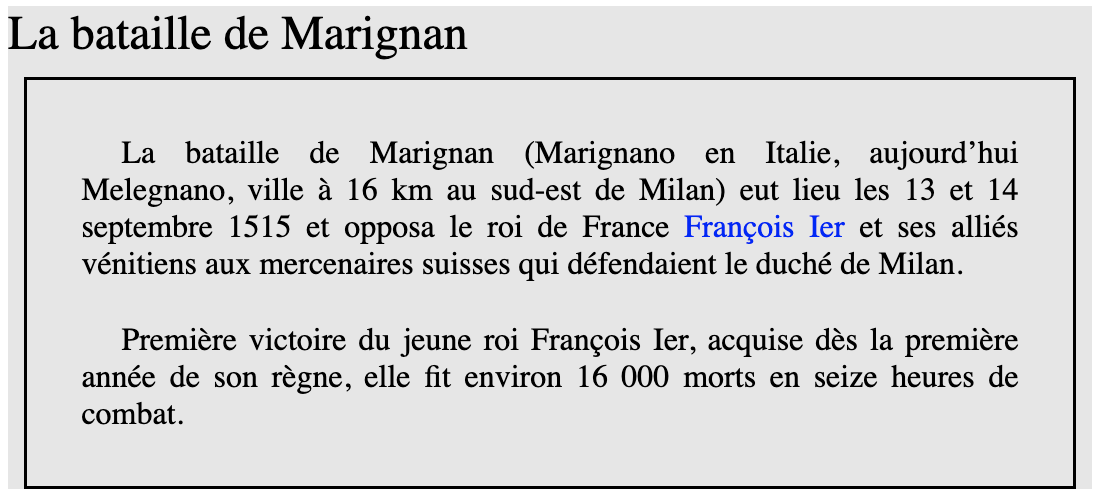 La bataille de Marignan
La bataille de Marignan (Marignano en Italie, aujourd’hui
Melegnano, ville à 16 km au sud-est de Milan) eut lieu les 13 et 14
septembre 1515 et opposa le roi de France François Ier et ses alliés
vénitiens aux mercenaires suisses qui défendaient le duché de Milan.
Première victoire du jeune roi François Ier, acquise dès la première
année de son règne, elle fit environ 16 000 morts en seize heures de
combat.